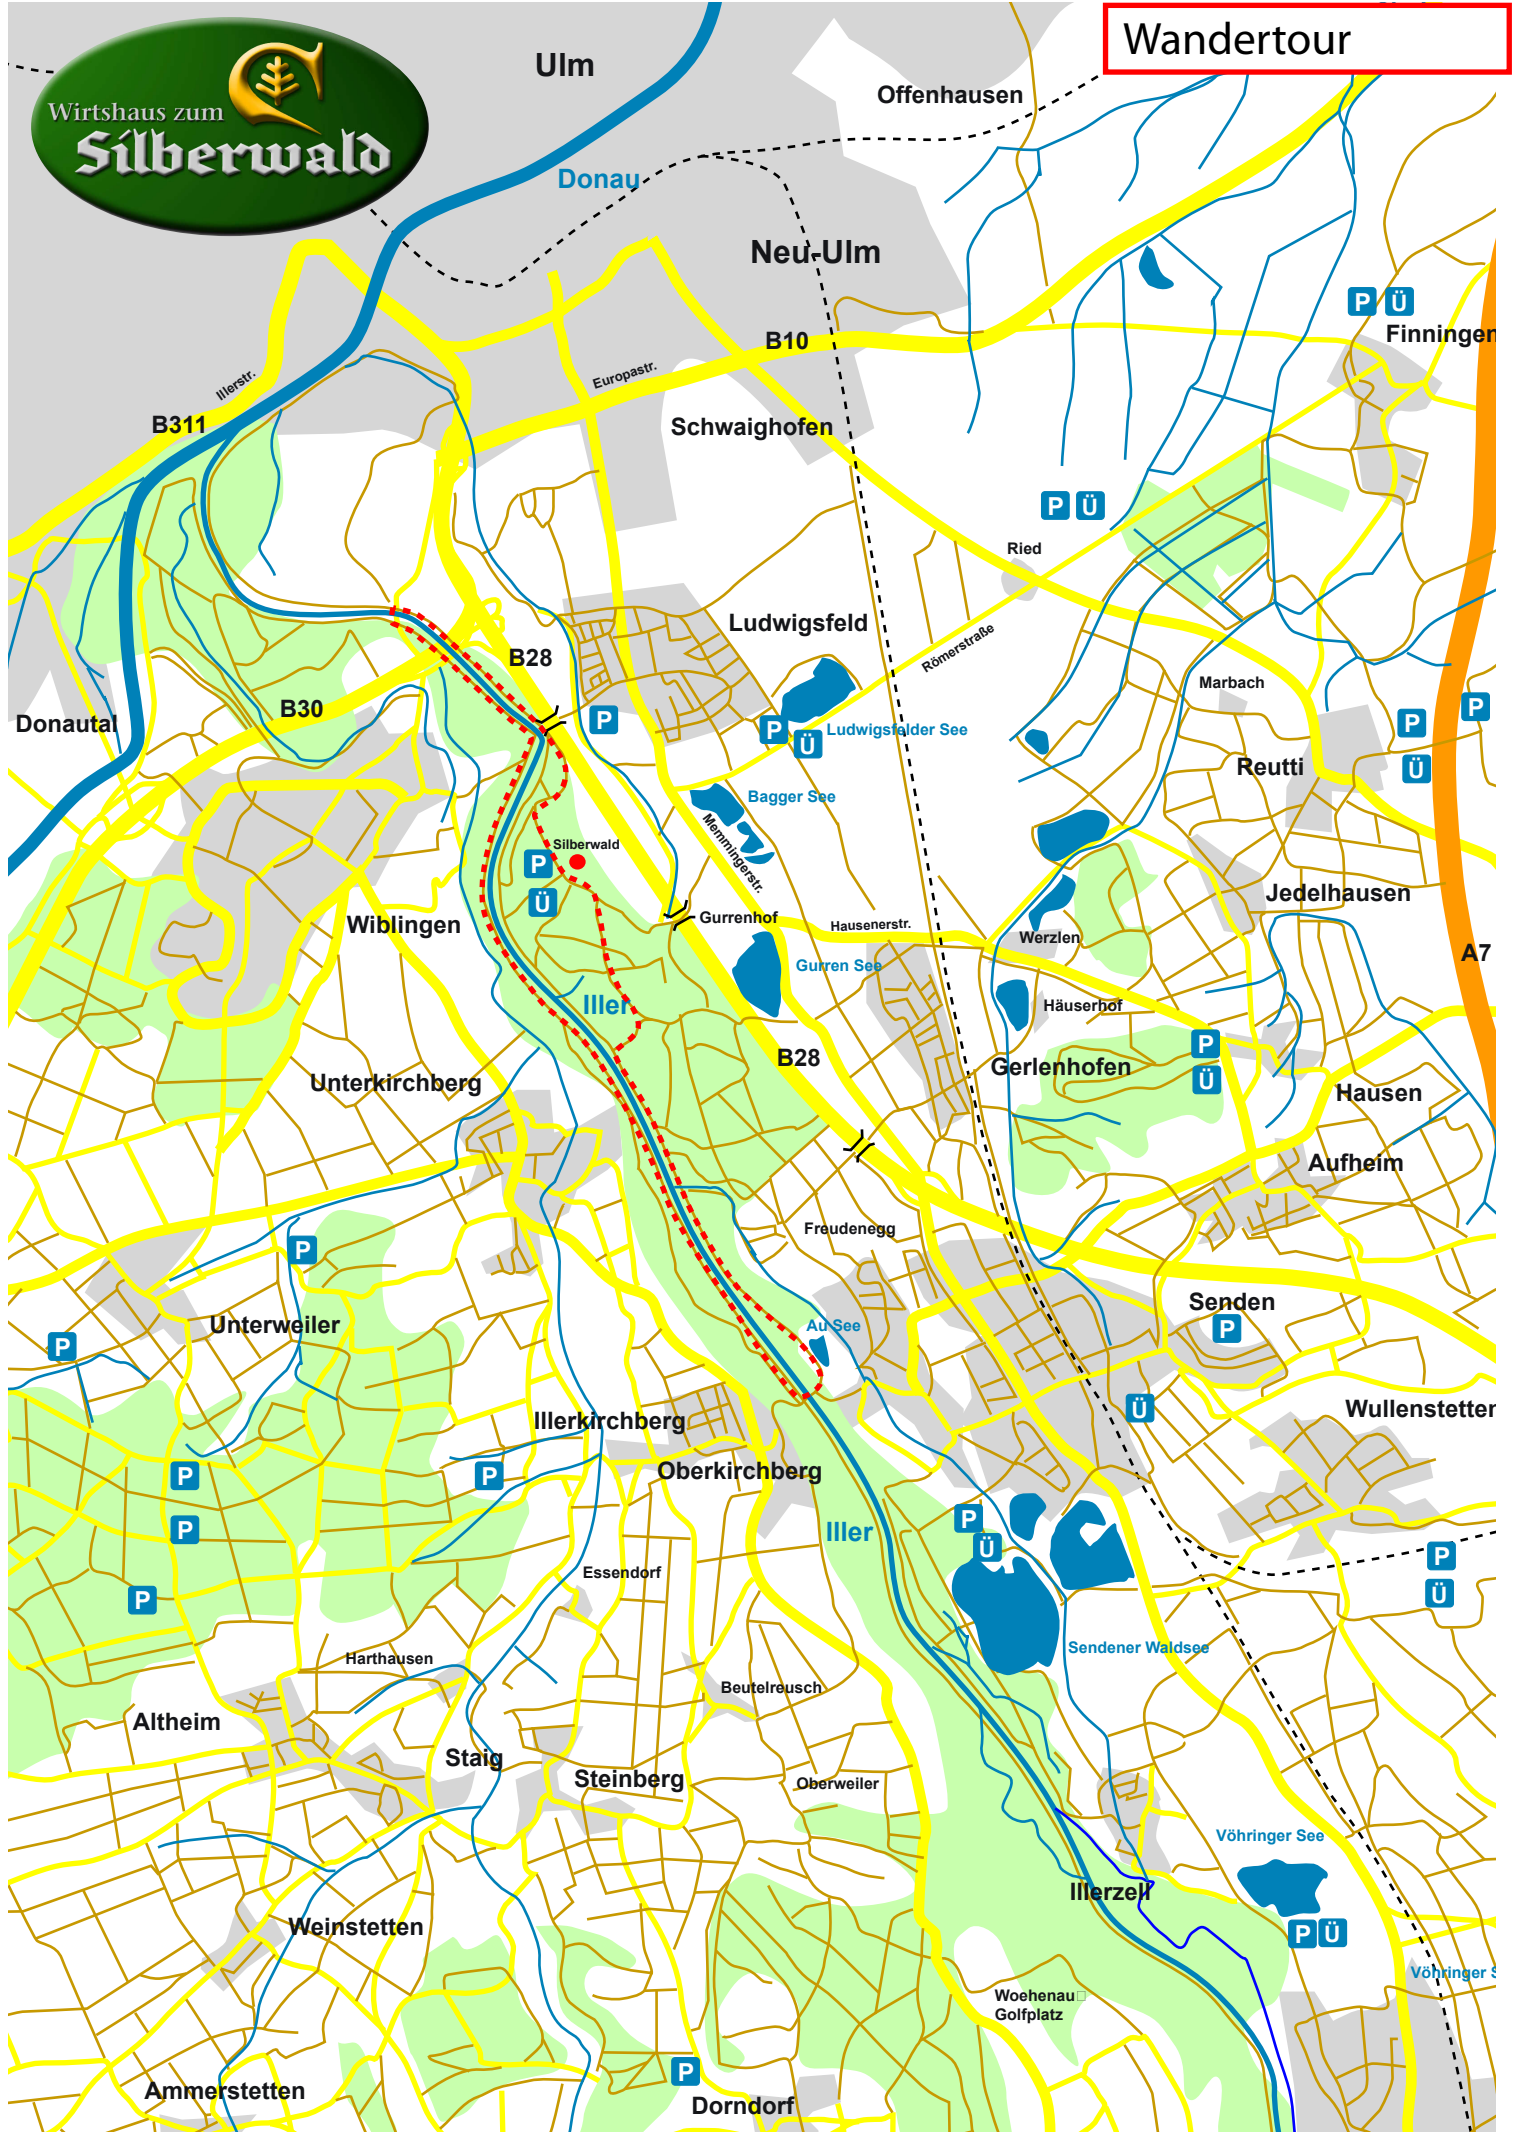 Wandertour
Wirtshaus zum
Silberwald
Ulm
Offenhausen
Donau
Neu-Ulm
P Ü
Finningen
B10
Illerstr.
Europastr.
B311
Schwaighofen
P Ü
Ried
Ludwigsfeld
Römerstraße
B28
Marbach
B30
Donautal
P
P
Ü
Ludwigsfelder See
P
P
Ü
Reutti
Bagger See
Memmingerstr.
Silberwald
P
Ü
Jedelhausen
Wiblingen
Gurrenhof
Hausenerstr.
Werzlen
A7
Gurren See
Iller
Häuserhof
B28
Gerlenhofen
P
Ü
Unterkirchberg
Hausen
Aufheim
Freudenegg
P
Senden
P
Unterweiler
Au See
P
Ü
Wullenstetten
Illerkirchberg
Oberkirchberg
P
P
P
Iller
P
Ü
P
Ü
Essendorf
P
Harthausen
Sendener Waldsee
Beutelreusch
Altheim
Staig
Steinberg
Oberweiler
Vöhringer See
Illerzell
Weinstetten
P Ü
Vöhringer S
Woehenau
Golfplatz
P
Ammerstetten
Dorndorf